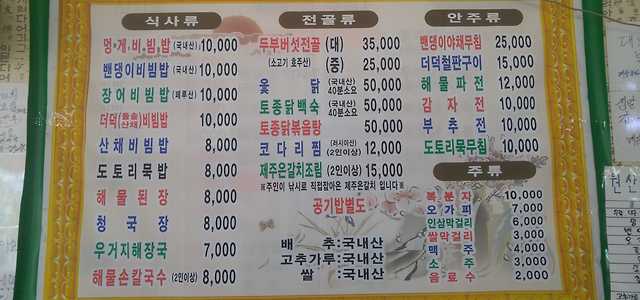 식사류
멍게비빔밥 (국내산) 10,000
밴댕이비빔밥 (국내산) 10,000
장어비빔밥 (페루산) 10,000
더덕(돌솥)(산채)비빔밥 10,000
산채비빔밥 8,000
도토리묵밥 8,000
해물된장 8,000
청국장 8,000
우거지해장국 7,000
해물손칼국수 (2인이상) 8,000
전골류
두부버섯전골 (대) 35,000
(소고기 호주산) (중) 25,000
옻닭 (국내산) 40분소요 50,000
토종닭백숙 (국내산) 40분소요 50,000
토종닭볶음탕 50,000
코다리찜 (러시아산) (2인이상) 12,000
제주은갈치조림 (2인이상) 15,000
※주인이 낚시로 직접잡아온 제주은갈치 입니다※
공기밥별도
배추:국내산
고추가루:국내산
쌀:국내산
안주류
밴댕이야채무침 25,000
더덕철판구이 15,000
해물파전 12,000
감자전 10,000
부추전 10,000
도토리묵무침 10,000
주류
복분자 10,000
오가피 7,000
인삼막걸리 6,000
쌀막걸리 3,000
맥주 4,000
소주 3,000
음료수 2,000